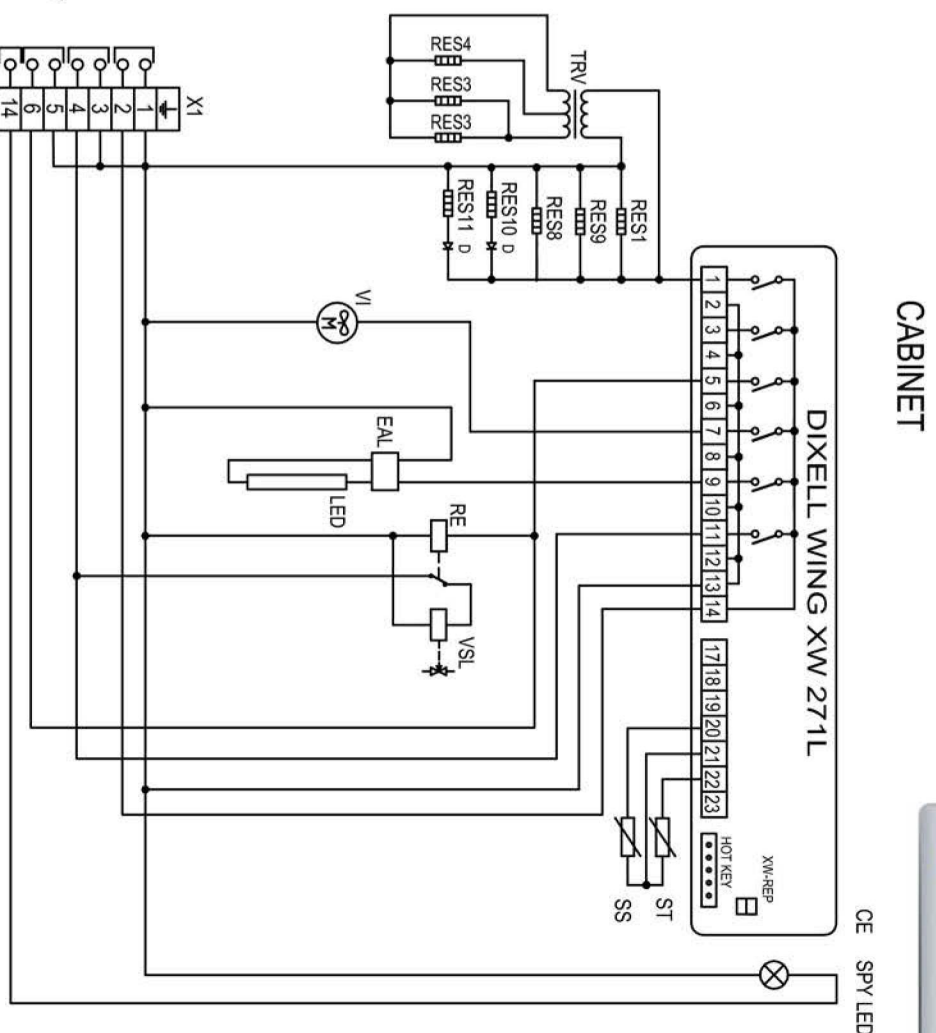 CABINET
DIXELL WING XW 271L
CE
SPY LED
X1
1
2
3
4
5
6
14
RES4
RES3
RES3
TRV
RES11
D
RES10
D
RES8
RES9
RES1
VI
M
EAL
LED
RE
VSL
1
2
3
4
5
6
7
8
9
10
11
12
13
14
17
18
19
20
21
22
23
HOT KEY
XW-REP
SS
ST